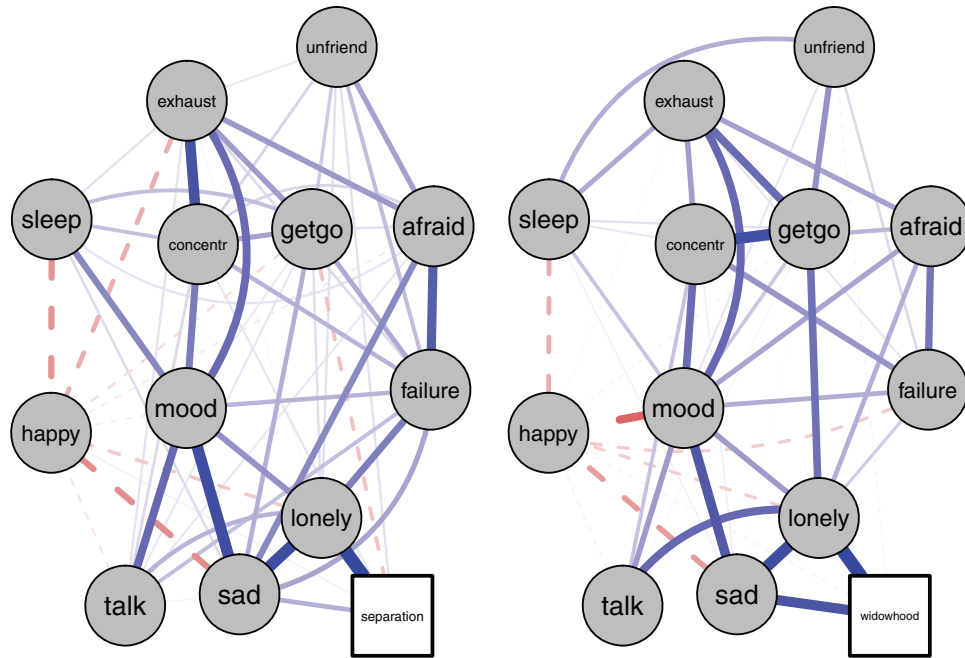 unfriend
exhaust
sleep
concentr
getgo
afraid
happy
mood
failure
lonely
talk
sad
separation
unfriend
exhaust
sleep
concentr
getgo
afraid
happy
mood
failure
lonely
talk
sad
widowhood